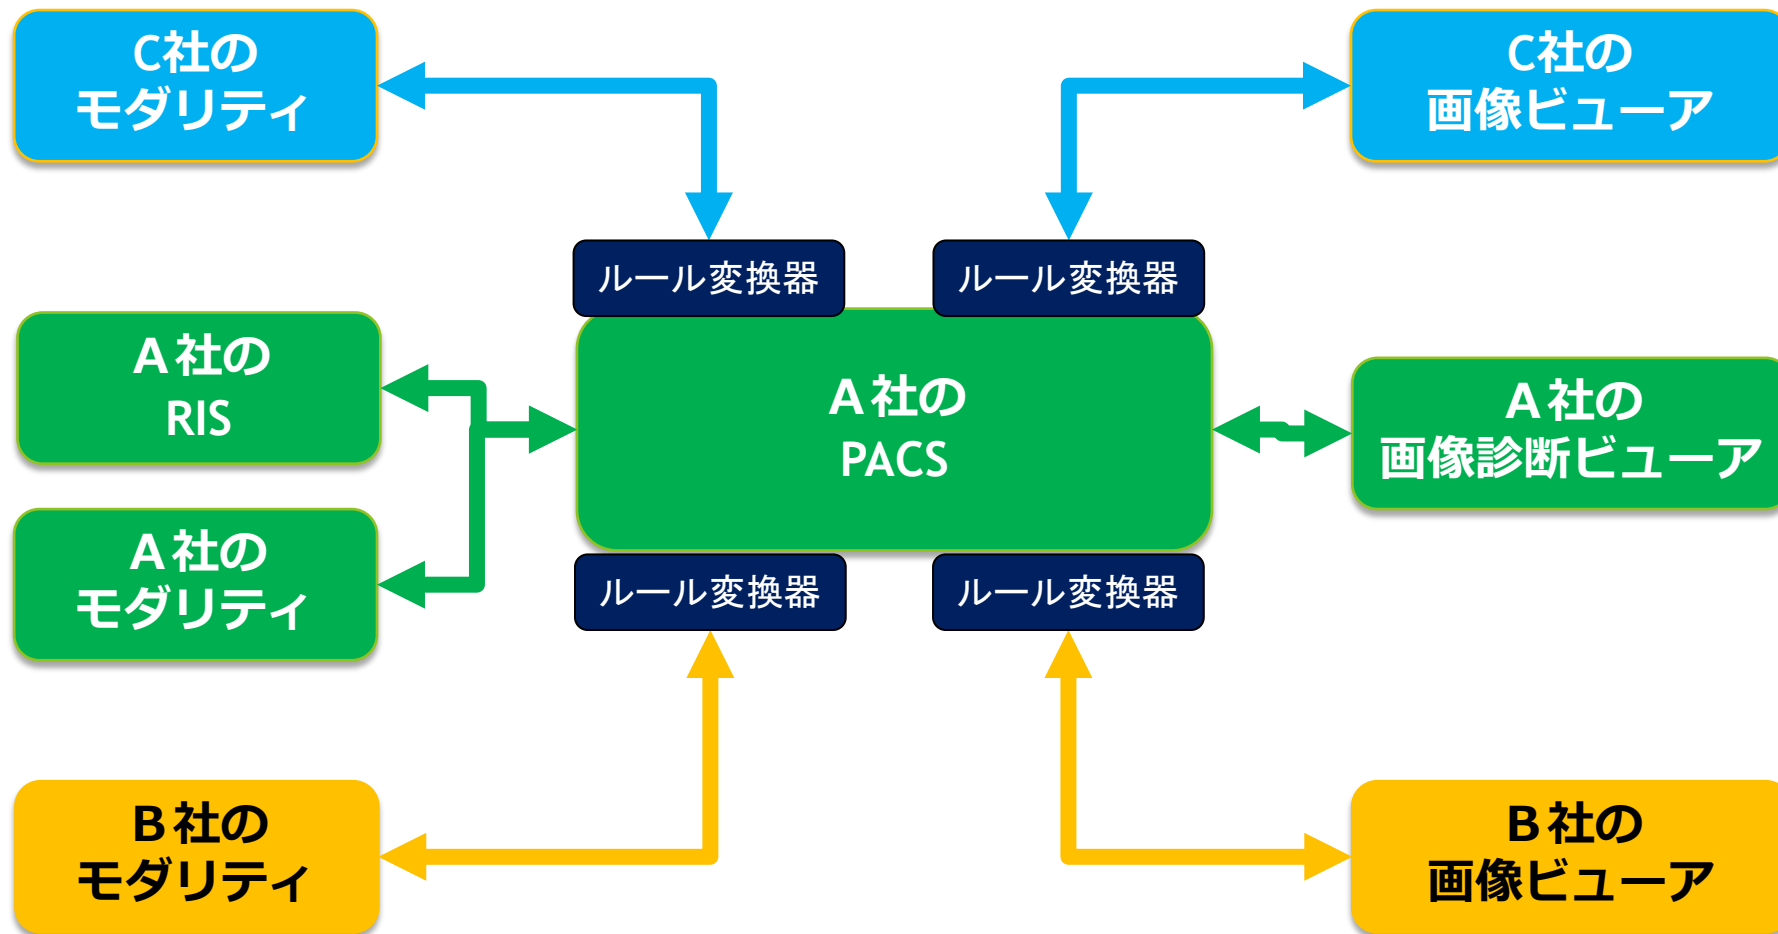 C社の
モダリティ
C社の
画像ビューア
ルール変換器
ルール変換器
Ａ社の
RIS
Ａ社の
PACS
Ａ社の
画像診断ビューア
Ａ社の
モダリティ
ルール変換器
ルール変換器
Ｂ社の
モダリティ
Ｂ社の
画像ビューア